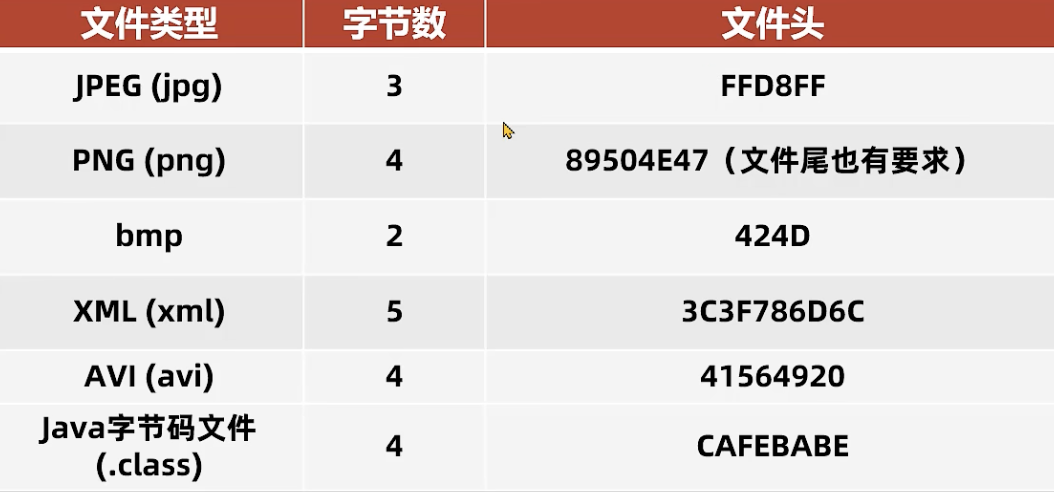 文件类型 字节数 文件头
JPEG (jpg) 3 FFD8FF
PNG (png) 4 89504E47（文件尾也有要求）
bmp 2 424D
XML (xml) 5 3C3F786D6C
AVI (avi) 4 41564920
Java字节码文件
(.class) 4 CAFEBABE